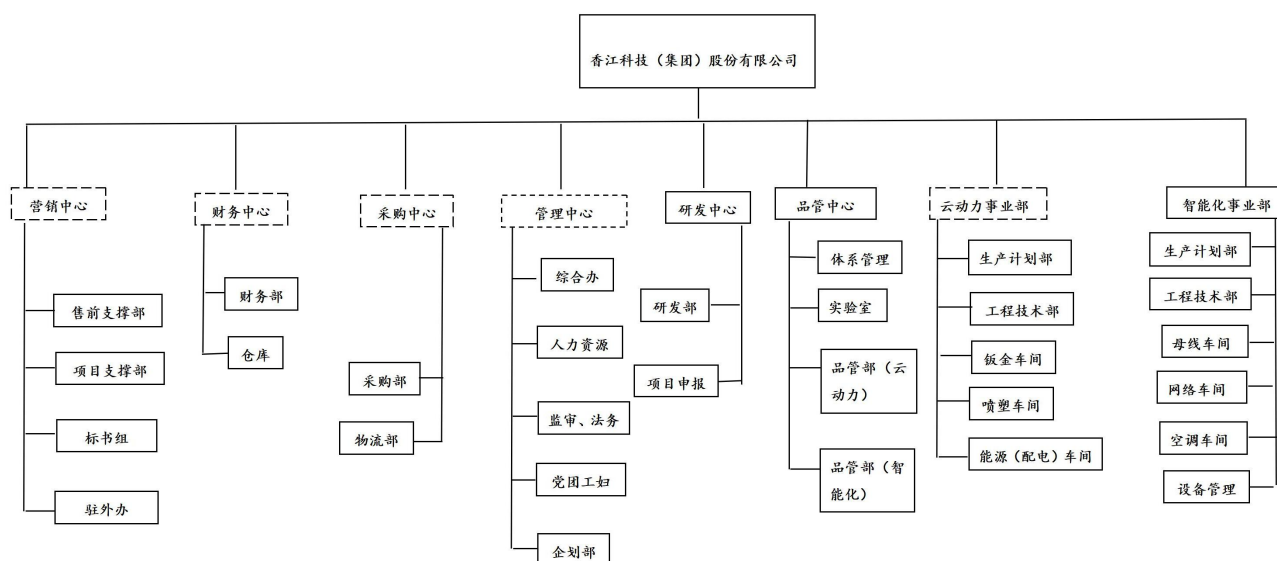 香江科技（集团）股份有限公司
营销中心
售前支撑部
项目支撑部
标书组
驻外办
财务中心
财务部
仓库
采购中心
采购部
物流部
管理中心
综合办
人力资源
监审、法务
党团工妇
企划部
研发中心
研发部
项目申报
品管中心
体系管理
实验室
品管部（云
动力）
品管部（智
能化）
云动力事业部
生产计划部
工程技术部
钣金车间
喷塑车间
能源（配电）车间
智能化事业部
生产计划部
工程技术部
母线车间
网络车间
空调车间
设备管理